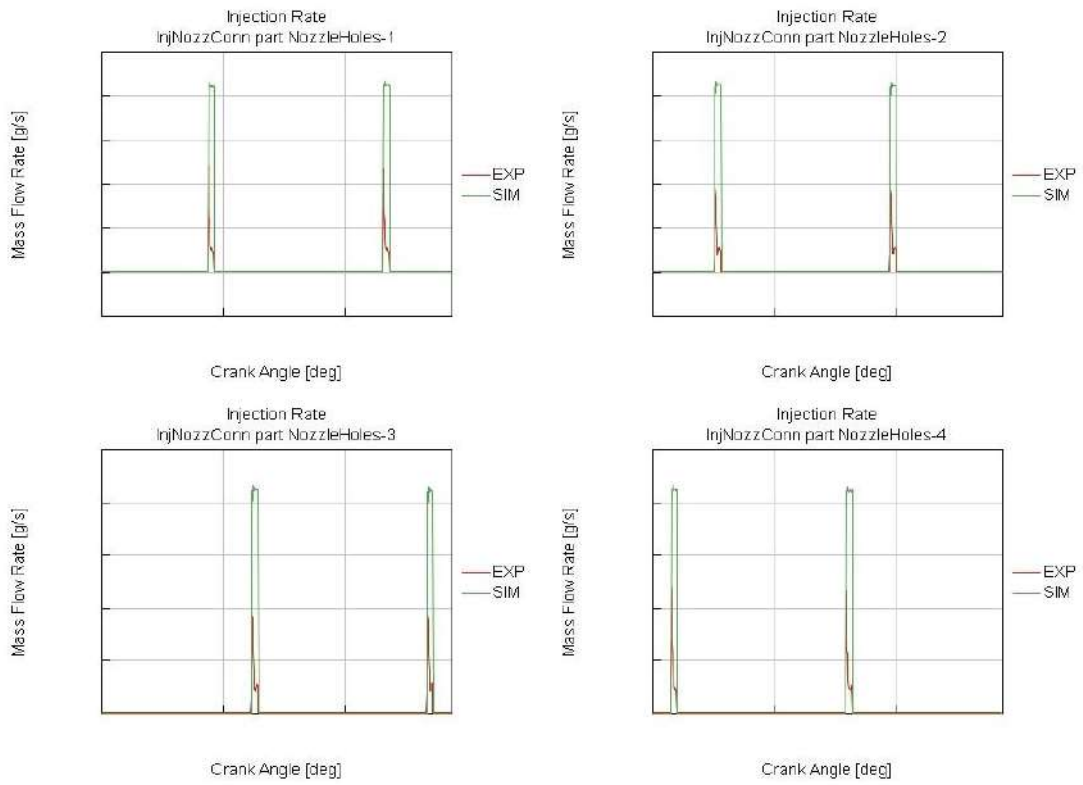 Injection Rate
InjNozzConn part NozzleHoles-1
Mass Flow Rate [g/s]
EXP
SIM
Crank Angle [deg]
Injection Rate
InjNozzConn part NozzleHoles-2
Mass Flow Rate [g/s]
EXP
SIM
Crank Angle [deg]
Injection Rate
InjNozzConn part NozzleHoles-3
Mass Flow Rate [g/s]
EXP
SIM
Crank Angle [deg]
Injection Rate
InjNozzConn part NozzleHoles-4
Mass Flow Rate [g/s]
EXP
SIM
Crank Angle [deg]